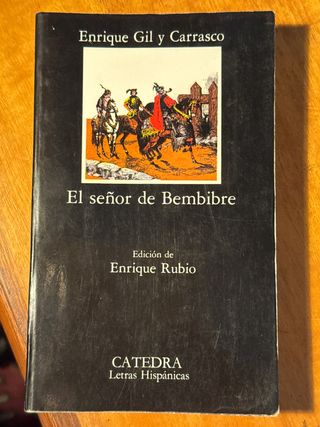 Enrique Gil y Carrasco
El señor de Bembibre
Edición de
Enrique Rubio
CATEDRA
Letras Hispánicas